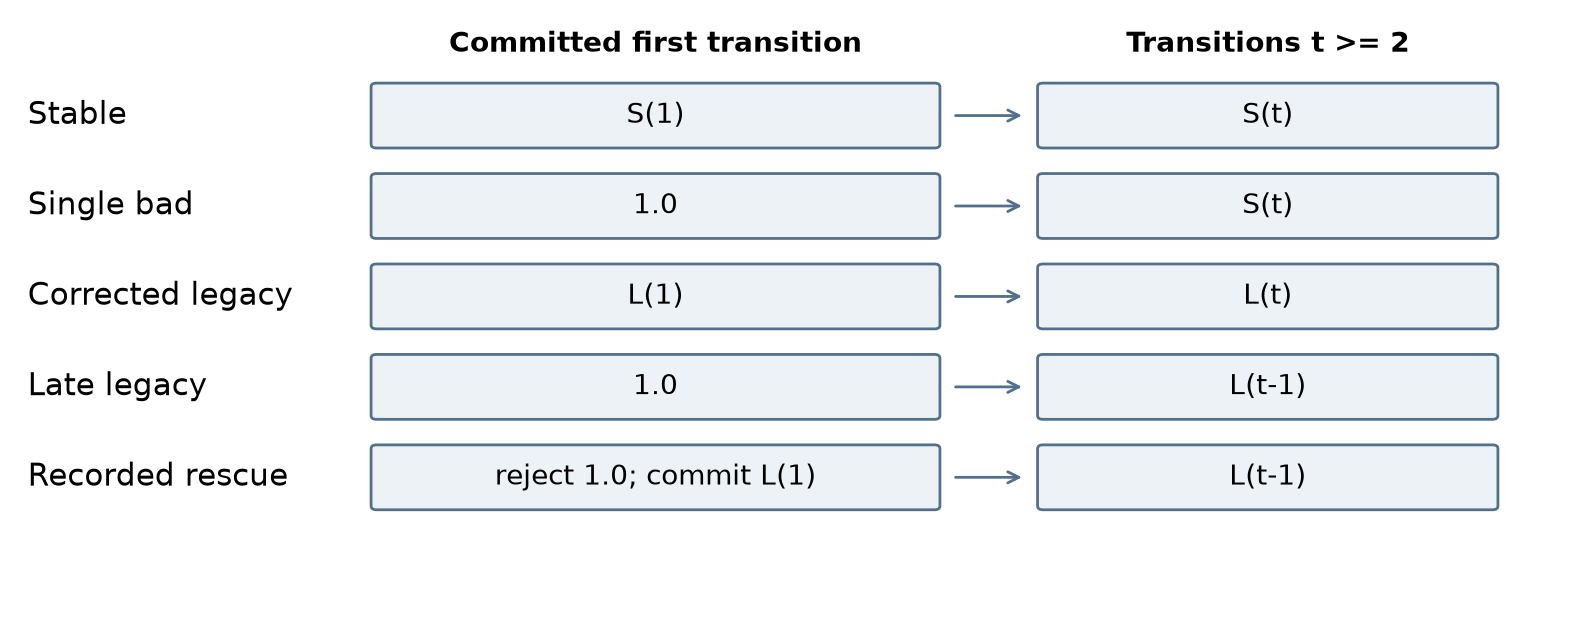 Committed first transition
Transitions t >= 2
Stable
S(1)
S(t)
Single bad
1.0
S(t)
Corrected legacy
L(1)
L(t)
Late legacy
1.0
L(t-1)
Recorded rescue
reject 1.0; commit L(1)
L(t-1)